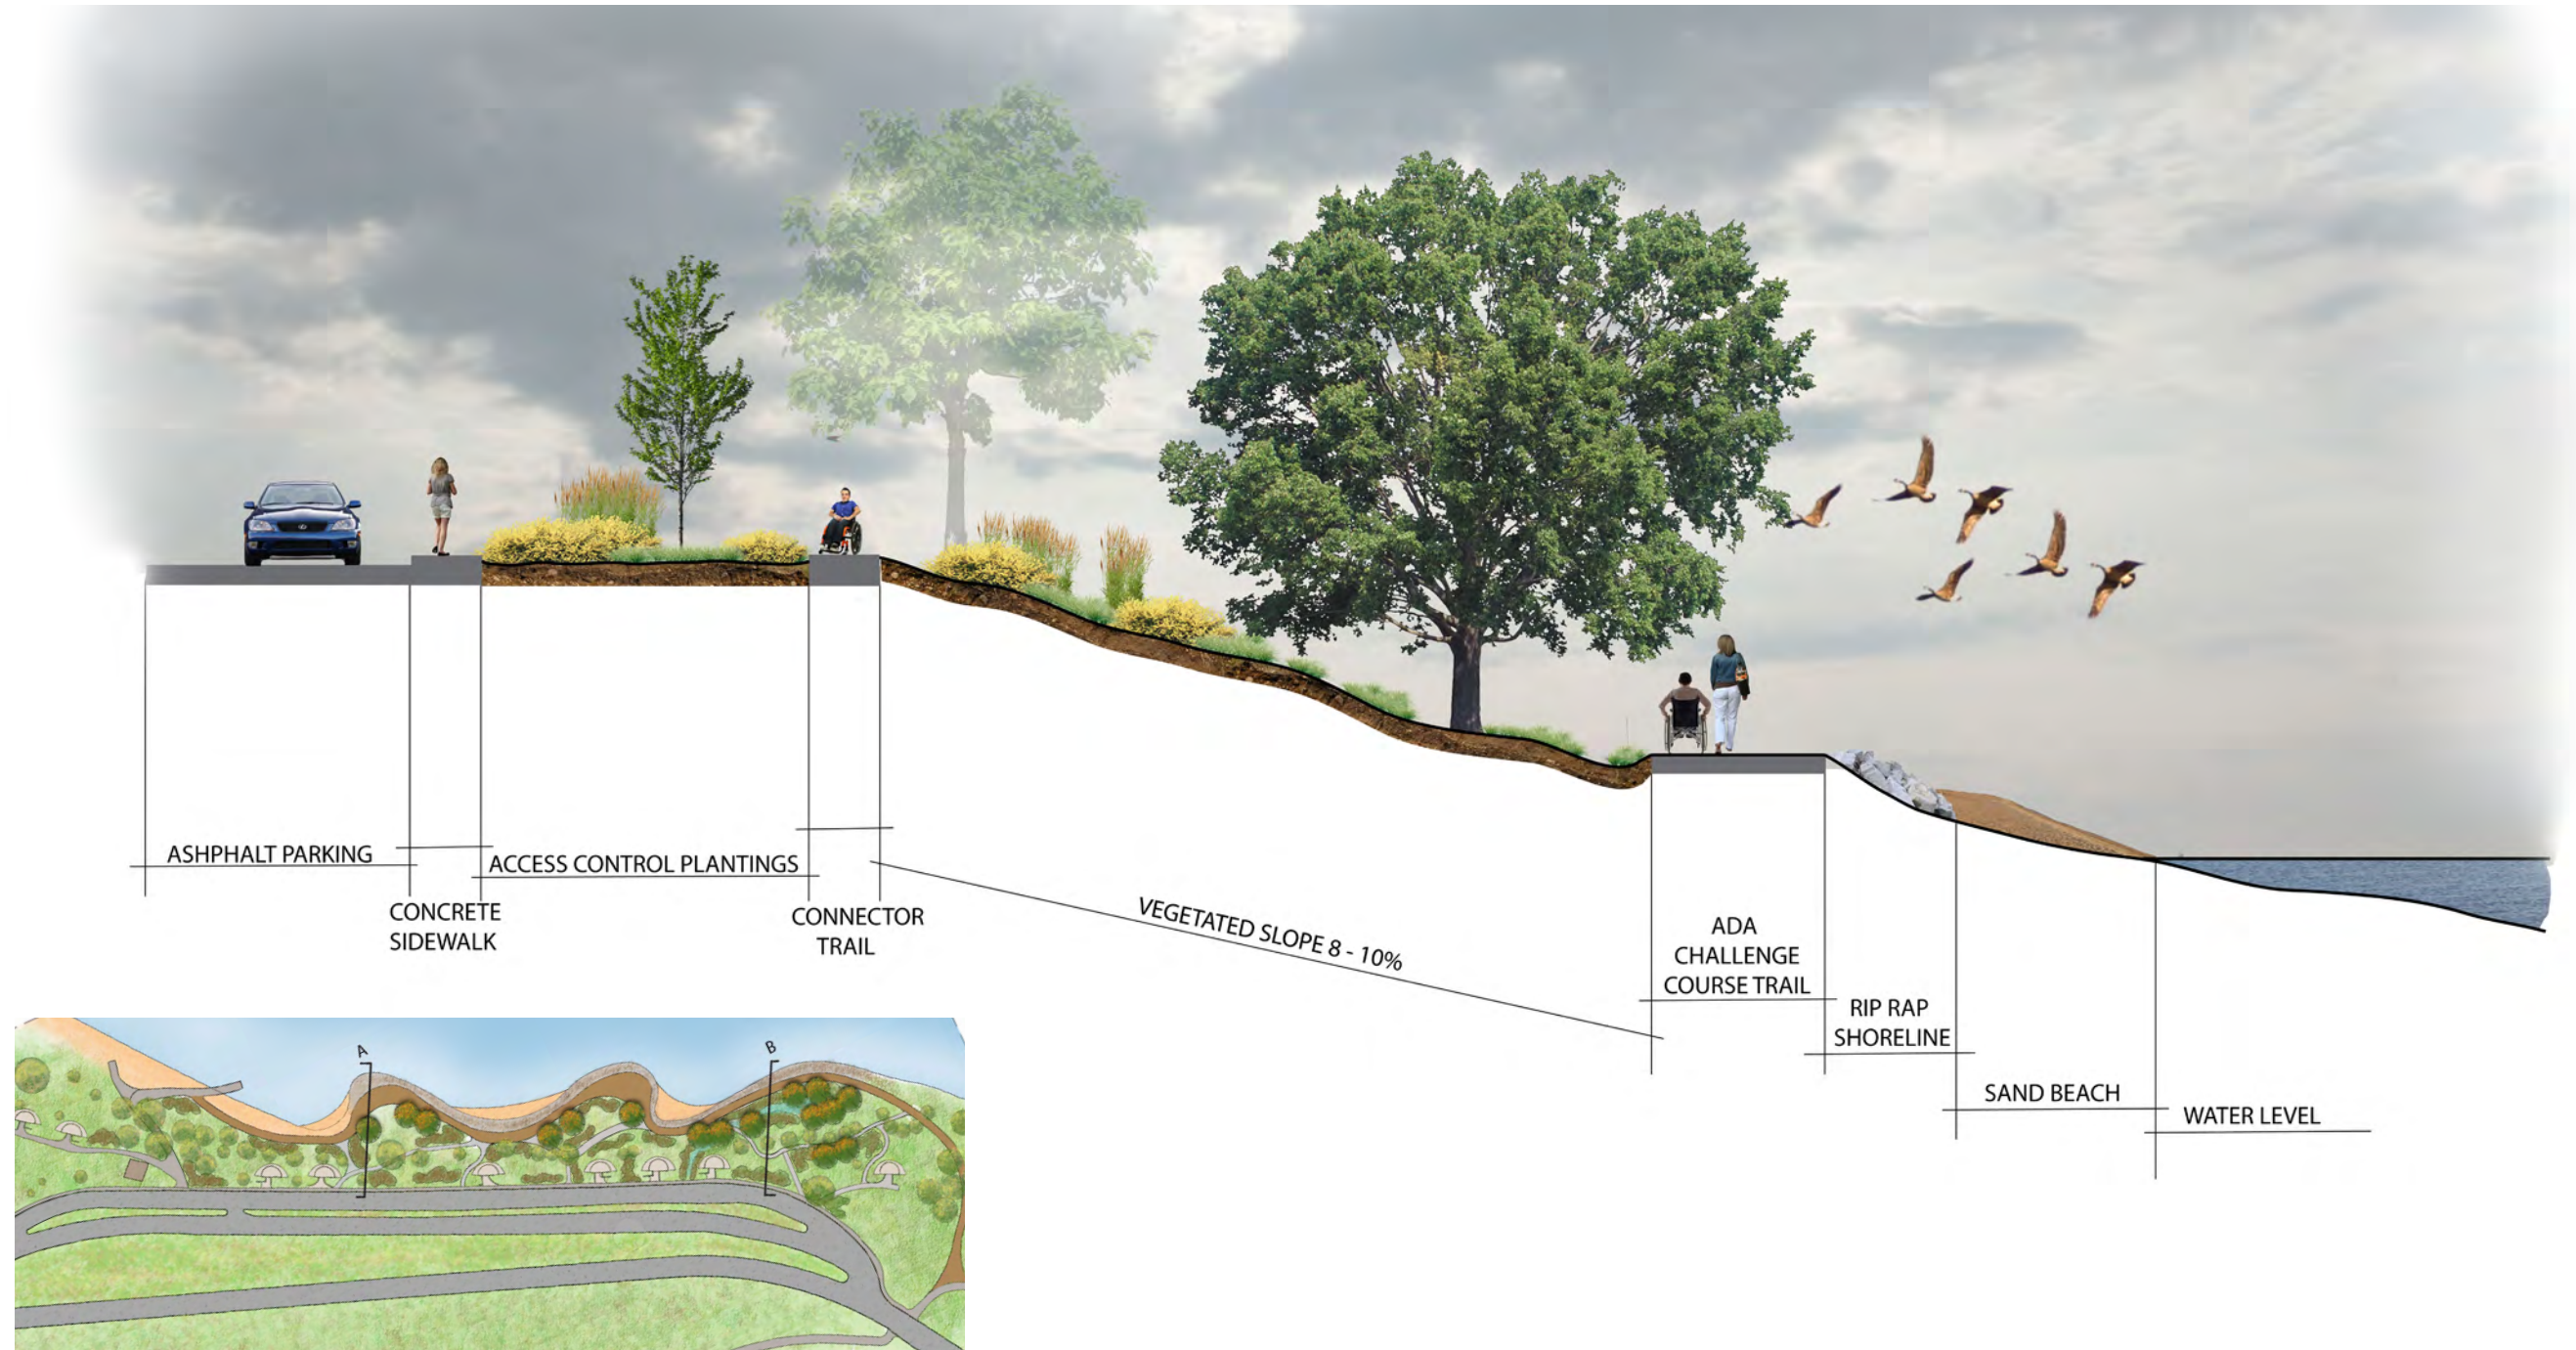 ASHPHALT PARKING
CONCRETE
SIDEWALK
ACCESS CONTROL PLANTINGS
CONNECTOR
TRAIL
VEGETATED SLOPE 8 - 10%
ADA
CHALLENGE
COURSE TRAIL
RIP RAP
SHORELINE
SAND BEACH
WATER LEVEL
A
B